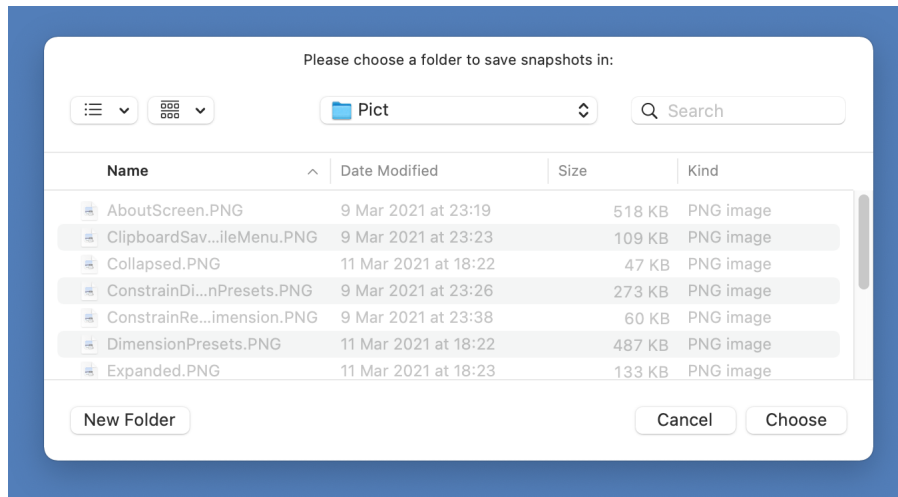 Please choose a folder to save snapshots in:
Pict
Search
Name Date Modified Size Kind
AboutScreen.PNG 9 Mar 2021 at 23:19 518 KB PNG image
ClipboardSav...ileMenu.PNG 9 Mar 2021 at 23:23 109 KB PNG image
Collapsed.PNG 11 Mar 2021 at 18:22 47 KB PNG image
ConstrainDi...nPresets.PNG 9 Mar 2021 at 23:26 273 KB PNG image
ConstrainRe...imension.PNG 9 Mar 2021 at 23:38 60 KB PNG image
DimensionPresets.PNG 11 Mar 2021 at 18:22 487 KB PNG image
Expanded.PNG 11 Mar 2021 at 18:23 133 KB PNG image
New Folder Cancel Choose